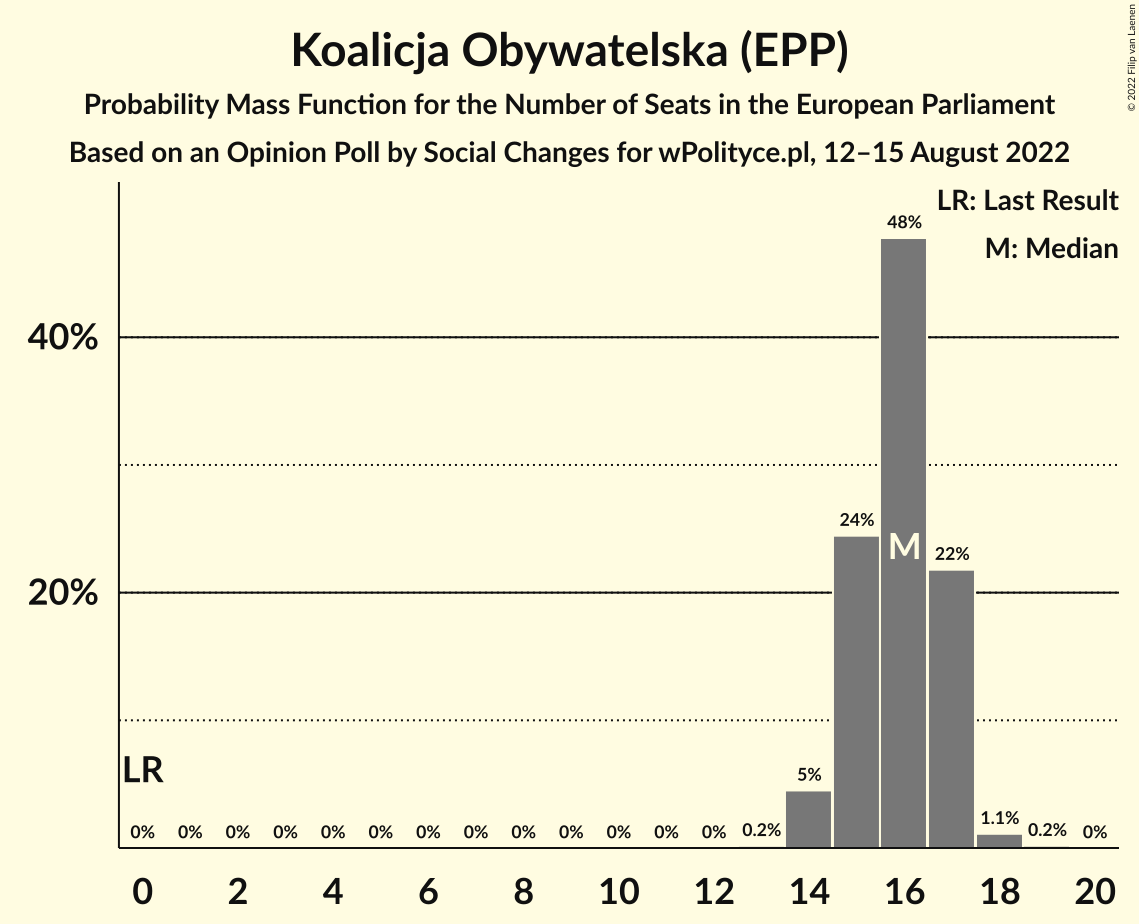 Koalicja Obywatelska (EPP)
Probability Mass Function for the Number of Seats in the European Parliament
Based on an Opinion Poll by Social Changes for wPolityce.pl, 12–15 August 2022
© 2022 Filip van Laenen
LR: Last Result
M: Median
48%
40%
24%
M
22%
20%
LR
5%
0% 0% 0% 0% 0% 0% 0% 0% 0% 0% 0% 0% 0% 0.2% 1.1% 0.2% 0%
0 2 4 6 8 10 12 14 16 18 20